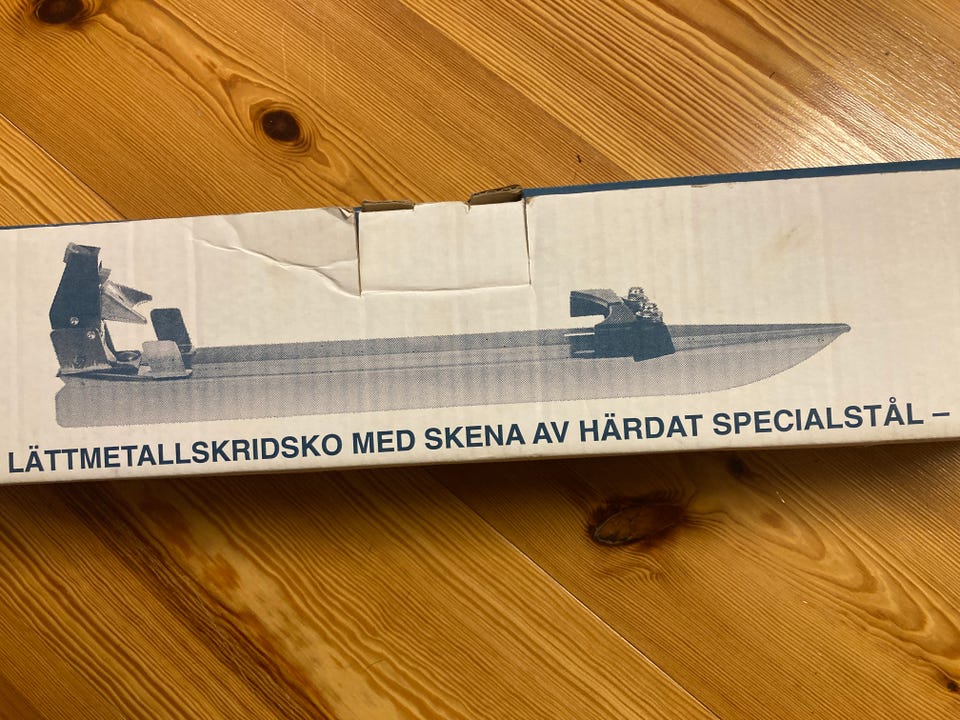 LÄTTMETALLSKRIDSKO MED SKENA AV HÄRDAT SPECIALSTÅL –